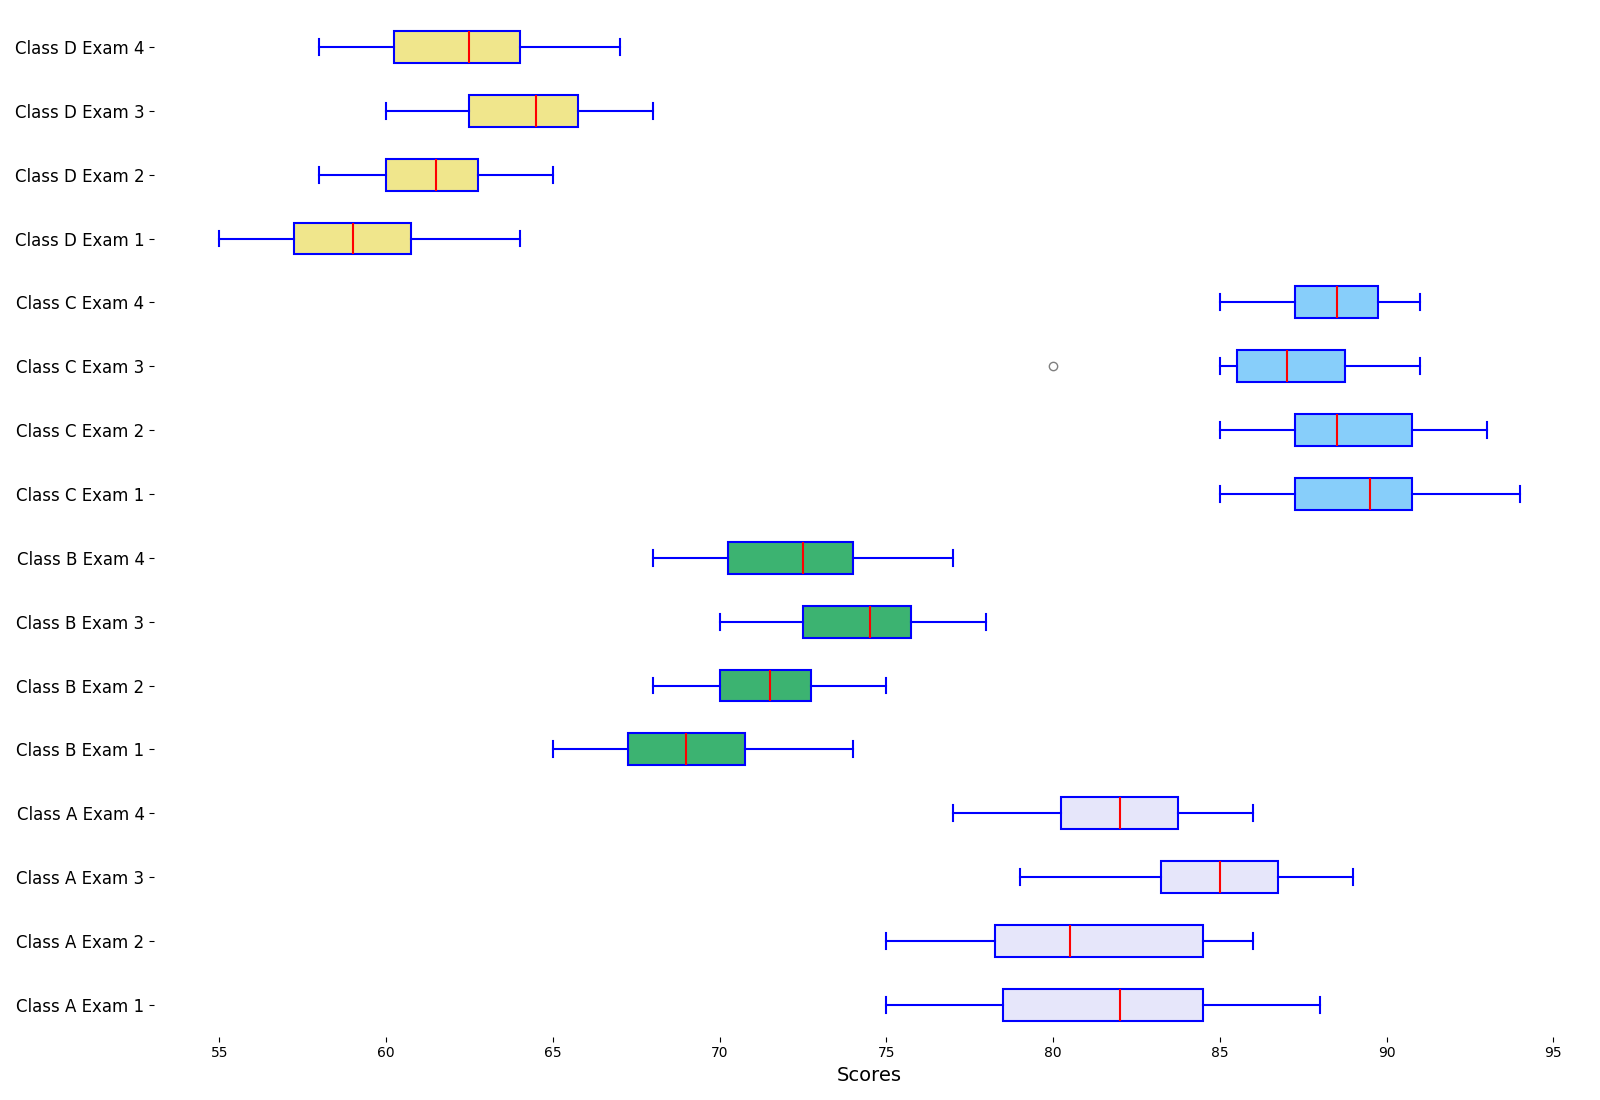 Class D Exam 4
Class D Exam 3
Class D Exam 2
Class D Exam 1
Class C Exam 4
Class C Exam 3
Class C Exam 2
Class C Exam 1
Class B Exam 4
Class B Exam 3
Class B Exam 2
Class B Exam 1
Class A Exam 4
Class A Exam 3
Class A Exam 2
Class A Exam 1
55 60 65 70 75 80 85 90 95
Scores